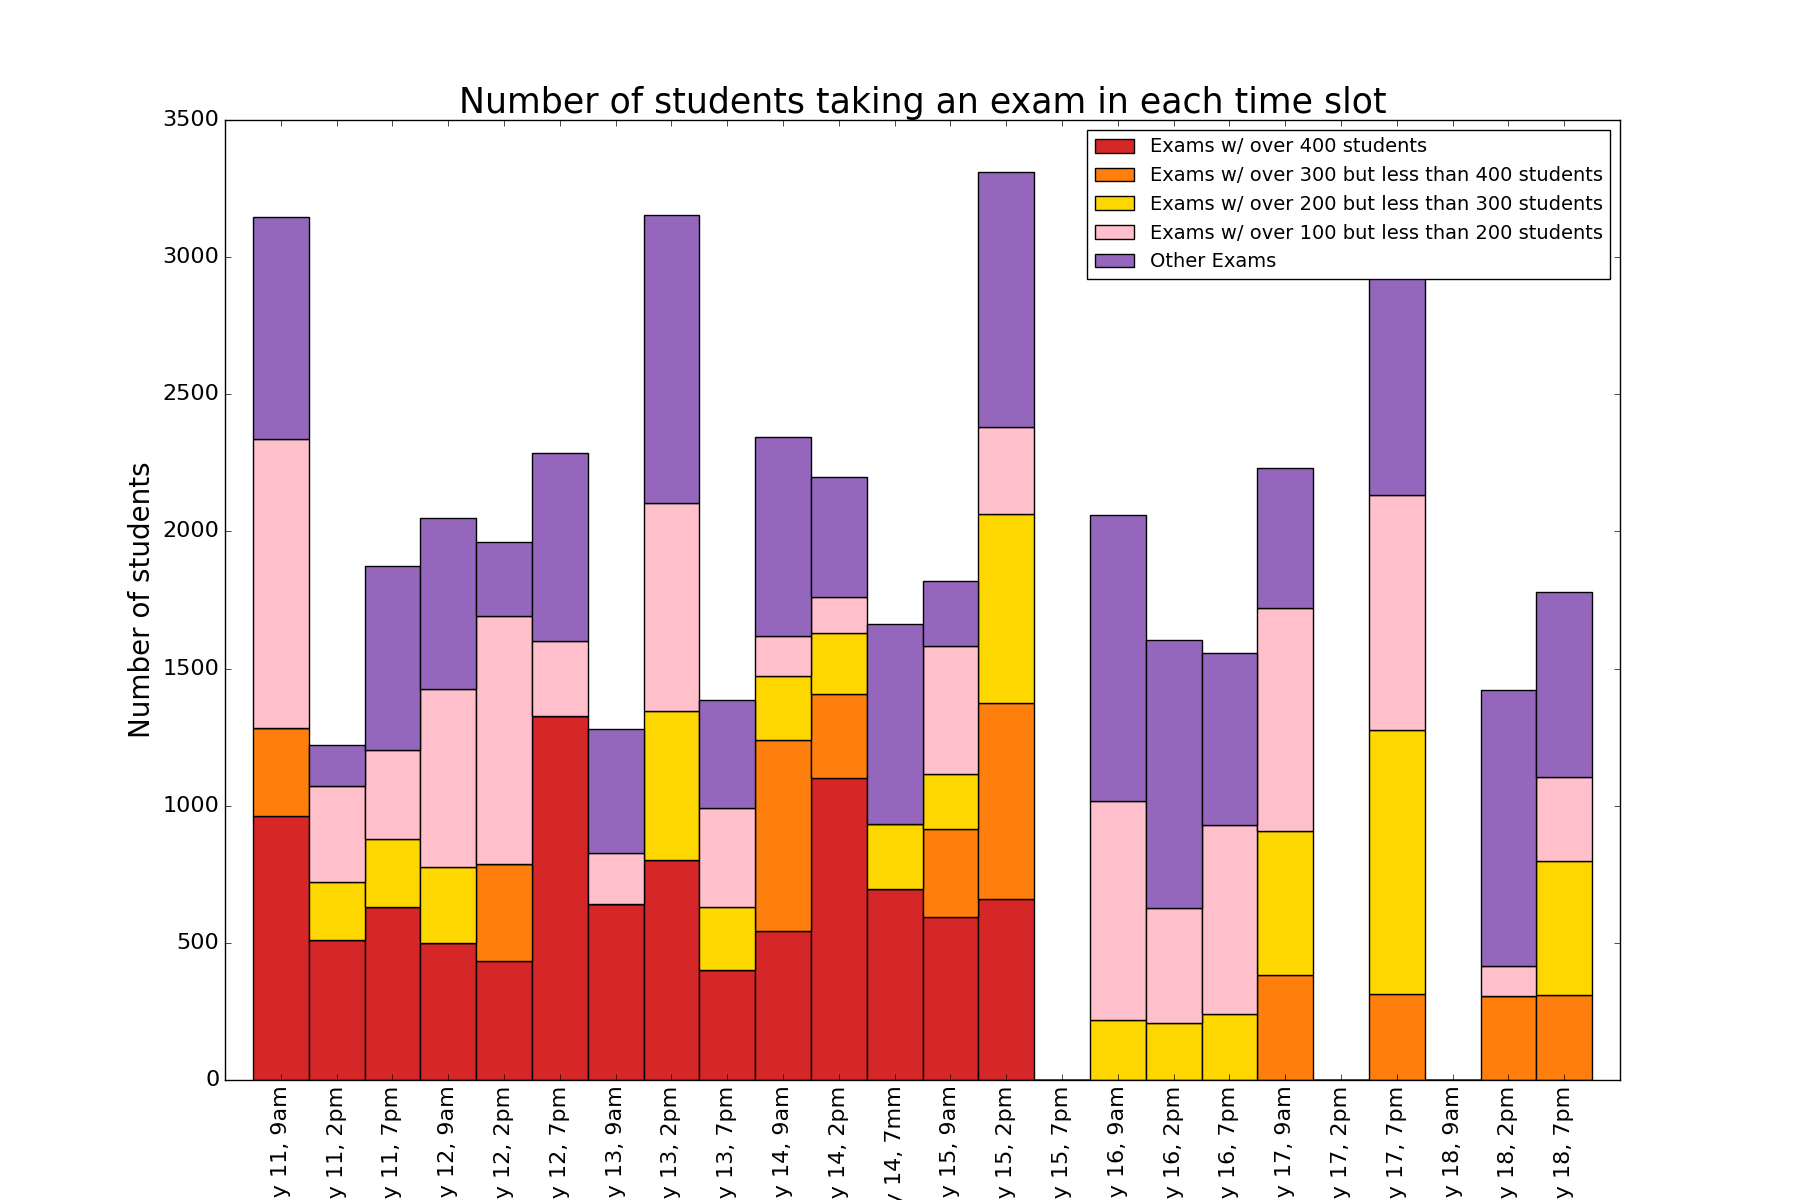 Number of students taking an exam in each time slot
Number of students
3500
3000
2500
2000
1500
1000
500
0
Exams w/ over 400 students
Exams w/ over 300 but less than 400 students
Exams w/ over 200 but less than 300 students
Exams w/ over 100 but less than 200 students
Other Exams
y 11, 9am
y 11, 2pm
y 11, 7pm
y 12, 9am
y 12, 2pm
y 12, 7pm
y 13, 9am
y 13, 2pm
y 13, 7pm
y 14, 9am
y 14, 2pm
y 14, 7mm
y 15, 9am
y 15, 2pm
y 15, 7pm
y 16, 9am
y 16, 2pm
y 16, 7pm
y 17, 9am
y 17, 2pm
y 17, 7pm
y 18, 9am
y 18, 2pm
y 18, 7pm